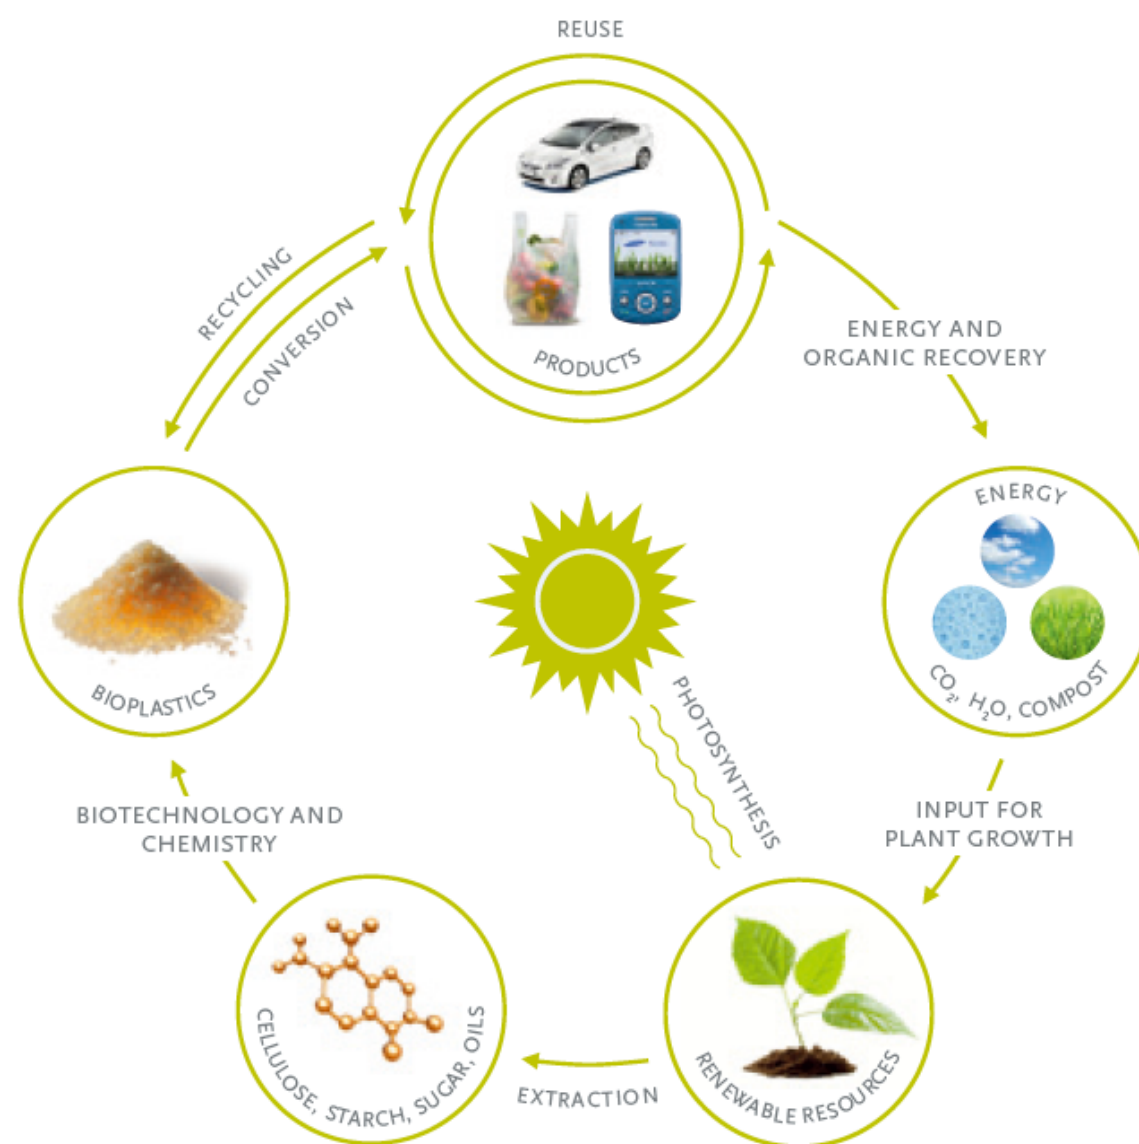 REUSE
PRODUCTS
RECYCLING
CONVERSION
ENERGY AND
ORGANIC RECOVERY
ENERGY
CO₂, H₂O, COMPOST
BIOPLASTICS
PHOTOSYNTHESIS
BIOTECHNOLOGY AND
CHEMISTRY
INPUT FOR
PLANT GROWTH
CELLULOSE, STARCH, SUGAR, OILS
EXTRACTION
RENEWABLE RESOURCES